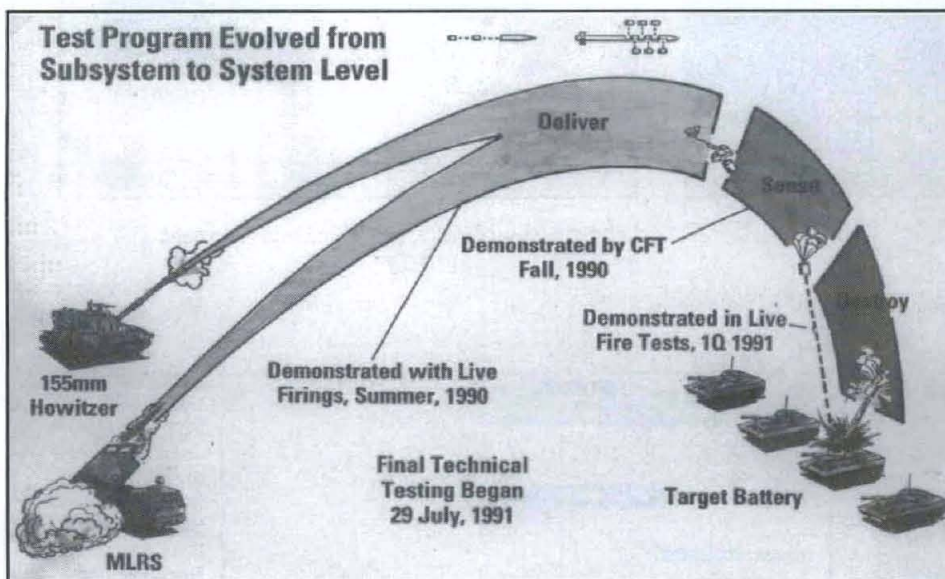 Test Program Evolved from
Subsystem to System Level
Deliver
Sense
Demonstrated by CFT
Fall, 1990
Destroy
Demonstrated in Live
Fire Tests, 1Q 1991
155mm
Howitzer
Demonstrated with Live
Firings, Summer, 1990
Final Technical
Testing Began
29 July, 1991
Target Battery
MLRS